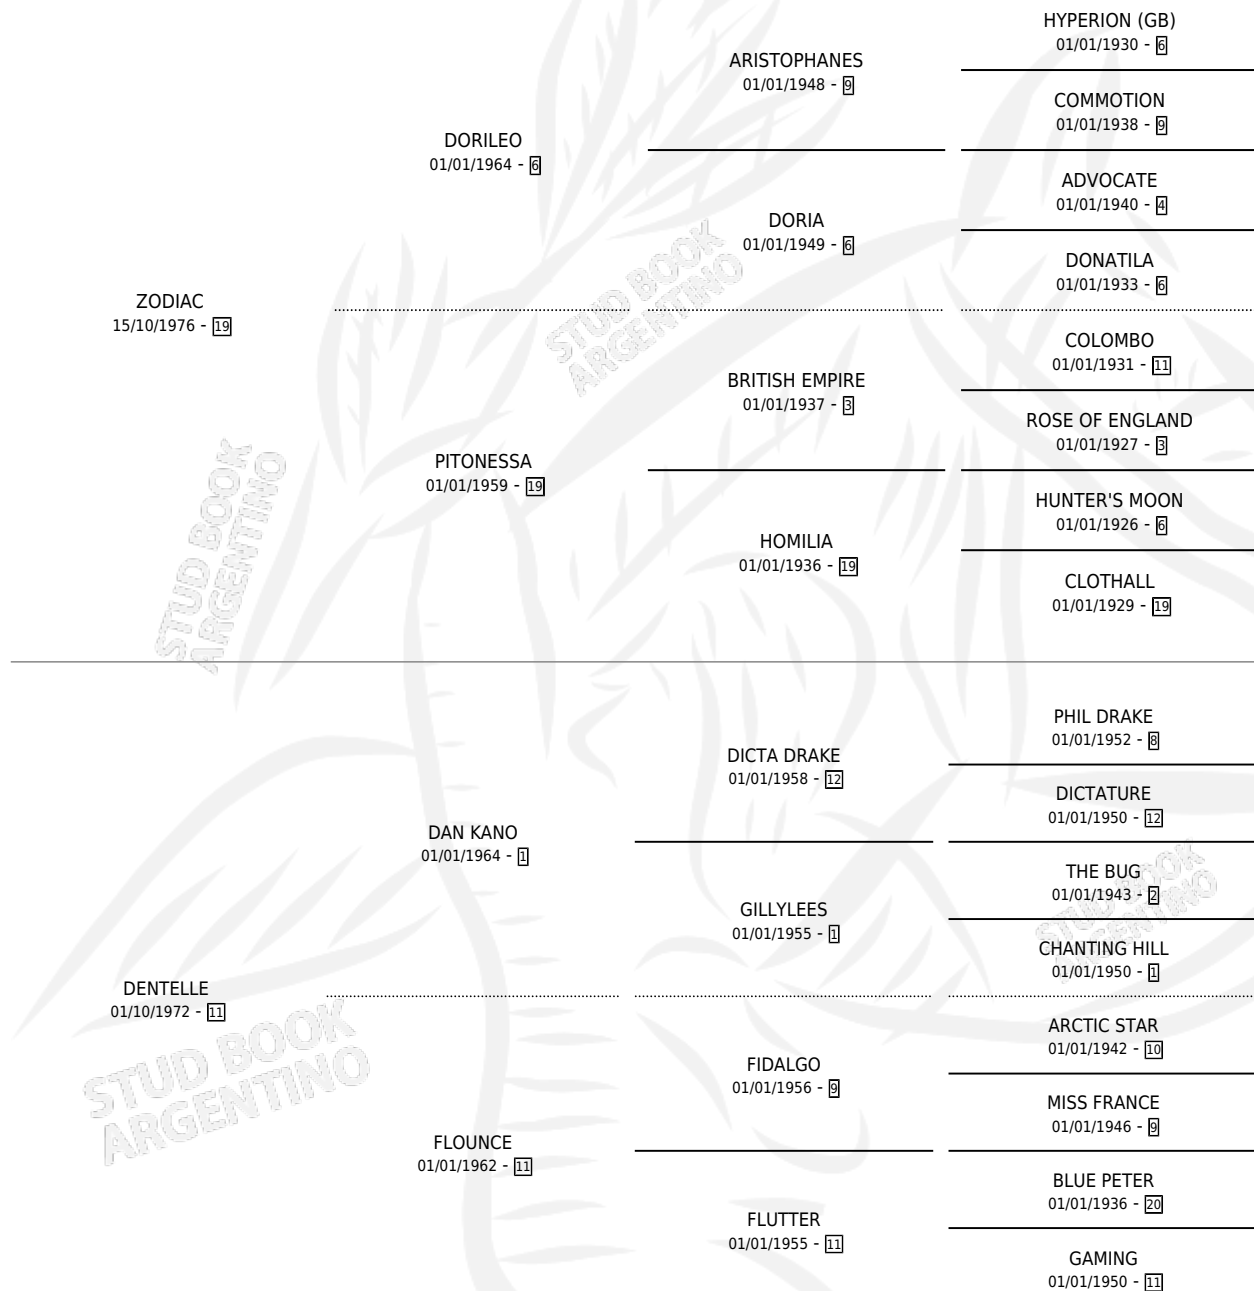 HYPERION (GB)
01/01/1930 - 6
ARISTOPHANES
01/01/1948 - 9
COMMOTION
01/01/1938 - 9
DORILEO
01/01/1964 - 6
ADVOCATE
01/01/1940 - 4
DORIA
01/01/1949 - 6
DONATILA
01/01/1933 - 6
ZODIAC
15/10/1976 - 19
COLOMBO
01/01/1931 - 11
BRITISH EMPIRE
01/01/1937 - 3
ROSE OF ENGLAND
01/01/1927 - 3
PITONESSA
01/01/1959 - 19
HUNTER'S MOON
01/01/1926 - 6
HOMILIA
01/01/1936 - 19
CLOTHALL
01/01/1929 - 19
PHIL DRAKE
01/01/1952 - 8
DICTA DRAKE
01/01/1958 - 12
DICTATURE
01/01/1950 - 12
DAN KANO
01/01/1964 - 1
THE BUG
01/01/1943 - 2
GILLYLEES
01/01/1955 - 1
CHANTING HILL
01/01/1950 - 1
DENTELLE
01/10/1972 - 11
ARCTIC STAR
01/01/1942 - 10
FIDALGO
01/01/1956 - 9
MISS FRANCE
01/01/1946 - 9
FLOUNCE
01/01/1962 - 11
BLUE PETER
01/01/1936 - 20
FLUTTER
01/01/1955 - 11
GAMING
01/01/1950 - 11
STUD BOOK
ARGENTINO
STUD BOOK
ARGENTINO
STUD BOOK
ARGENTINO
STUD BOOK
ARGENTINO